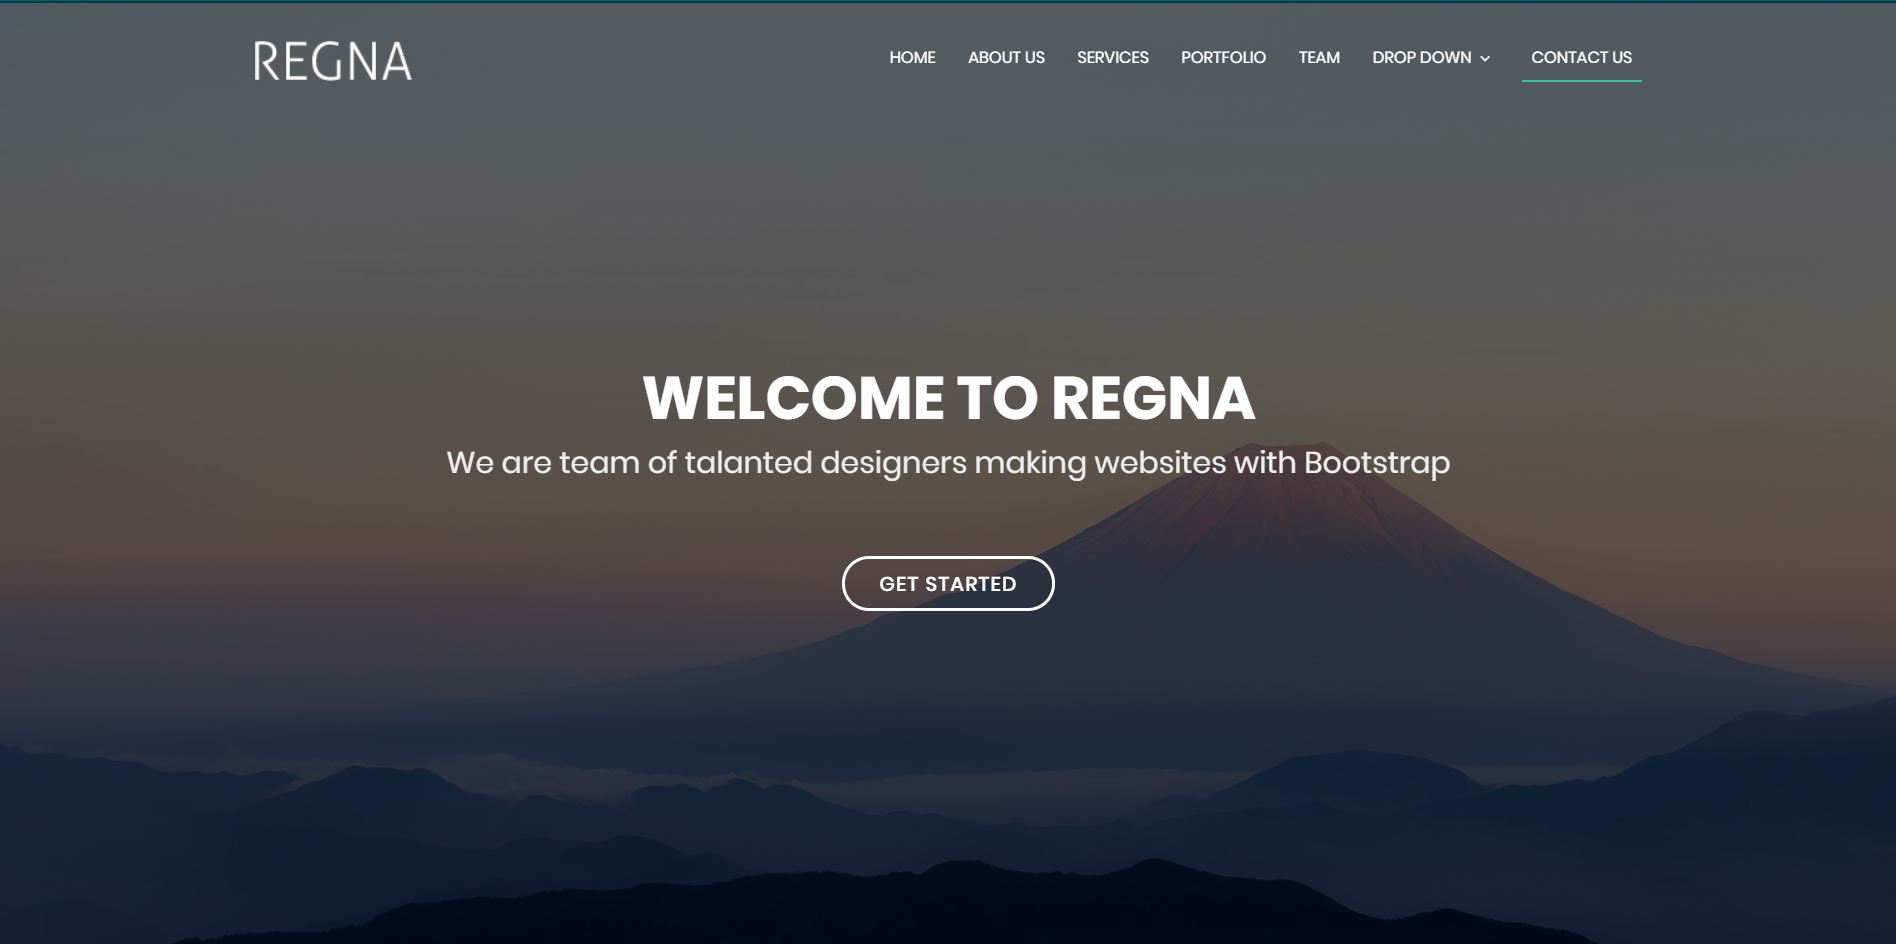 REGNA
HOME ABOUT US SERVICES PORTFOLIO TEAM DROP DOWN CONTACT US
WELCOME TO REGNA
We are team of talanted designers making websites with Bootstrap
GET STARTED